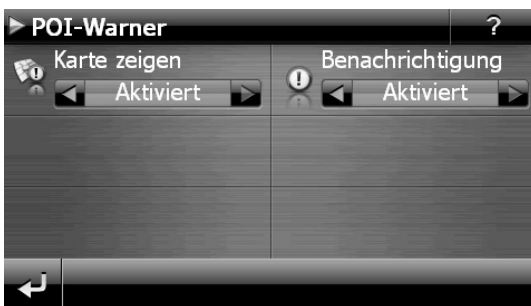 POI-Warner ?
Karte zeigen
Aktiviert
Benachrichtigung
Aktiviert